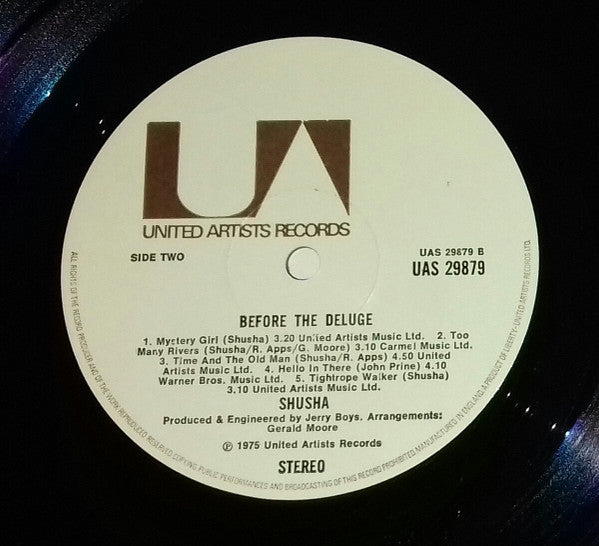 UA
UNITED ARTISTS RECORDS
SIDE TWO
UAS 29879 B
UAS 29879
BEFORE THE DELUGE
1. Mystery Girl (Shusha) 3.20 United Artists Music Ltd. 2. Too
Many Rivers (Shusha/R. Apps/G. Moore) 3.10 Carmel Music Ltd.
3. Time And The Old Man (Shusha/R. Apps) 4.50 United
Artists Music Ltd. 4. Hello In There (John Prine) 4.10
Warner Bros. Music Ltd. 5. Tightrope Walker (Shusha)
3.10 United Artists Music Ltd.
SHUSHA
Produced & Engineered by Jerry Boys. Arrangements:
Gerald Moore
℗ 1975 United Artists Records
STEREO
ALL RIGHTS OF THE RECORD PRODUCER AND OF THE WORK REPRODUCED RESERVED COPYING PUBLIC PERFORMANCES AND BROADCASTING OF THIS RECORD PROHIBITED. MANUFACTURED IN ENGLAND. A PRODUCT OF LIBERTY-UNITED ARTISTS RECORDS LTD.